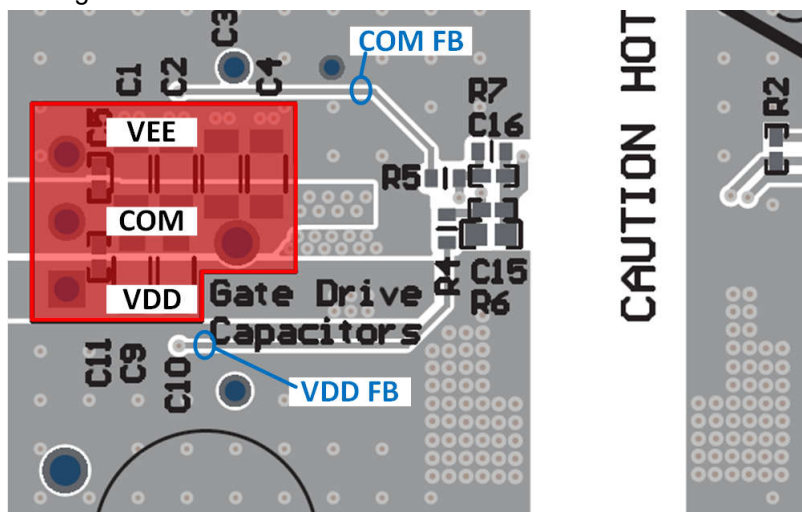 COM FB
C3
C1
C2
C4
C5
VEE
R7
C16
R5
COM
VDD
Gate Drive
Capacitors
R4
C15
R6
C11
C9
C10
VDD FB
CAUTION HOT
R2